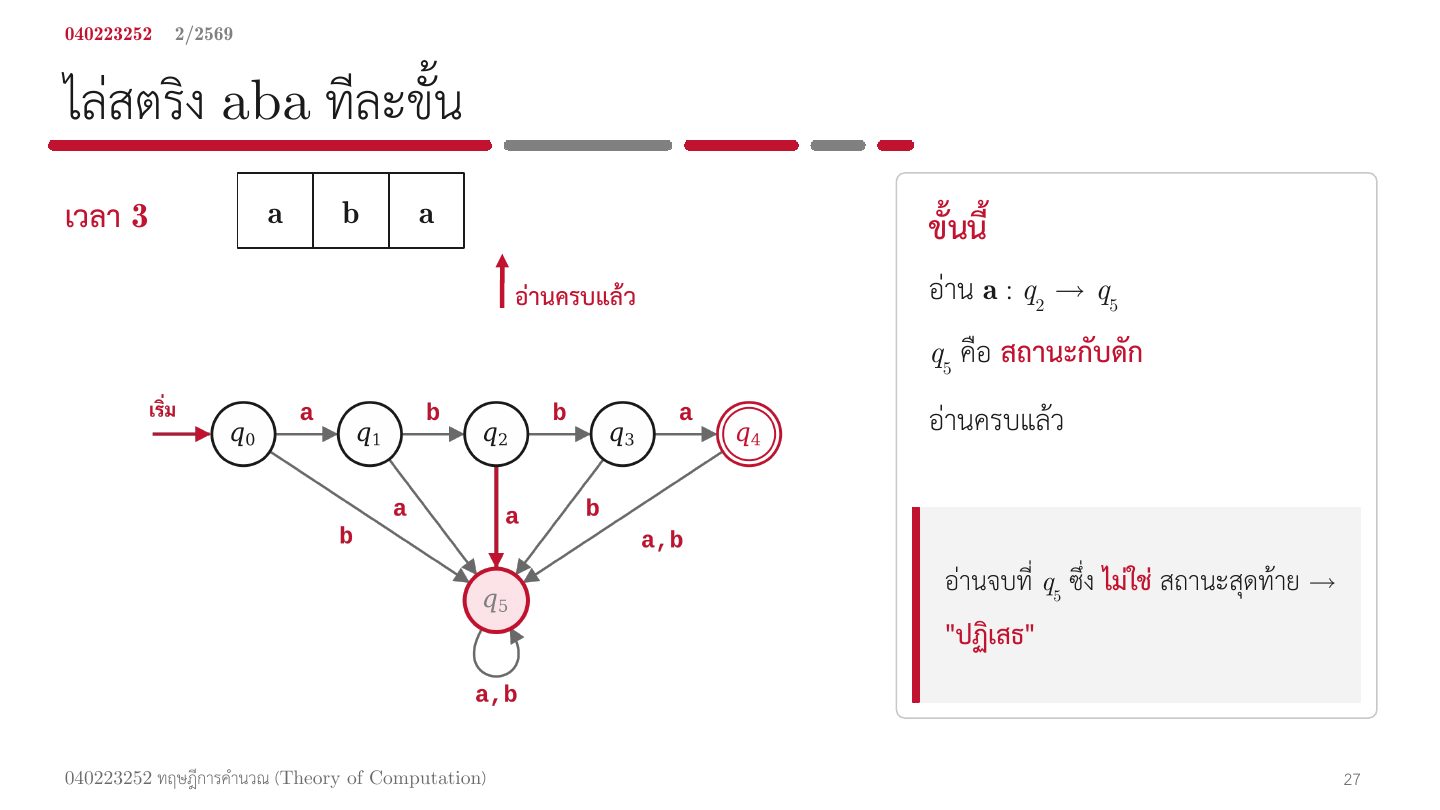 040223252 2/2569
ไล่สตริง aba ทีละขั้น
เวลา 3
a b a
อ่านครบแล้ว
เริ่ม
a b b a
q0 q1 q2 q3 q4
a a b
b a,b
q5
a,b
ขั้นนี้
อ่าน a : q2 → q5
q5 คือ สถานะกับดัก
อ่านครบแล้ว
อ่านจบที่ q5 ซึ่ง ไม่ใช่ สถานะสุดท้าย →
"ปฏิเสธ"
040223252 ทฤษฎีการคำนวณ (Theory of Computation)
27